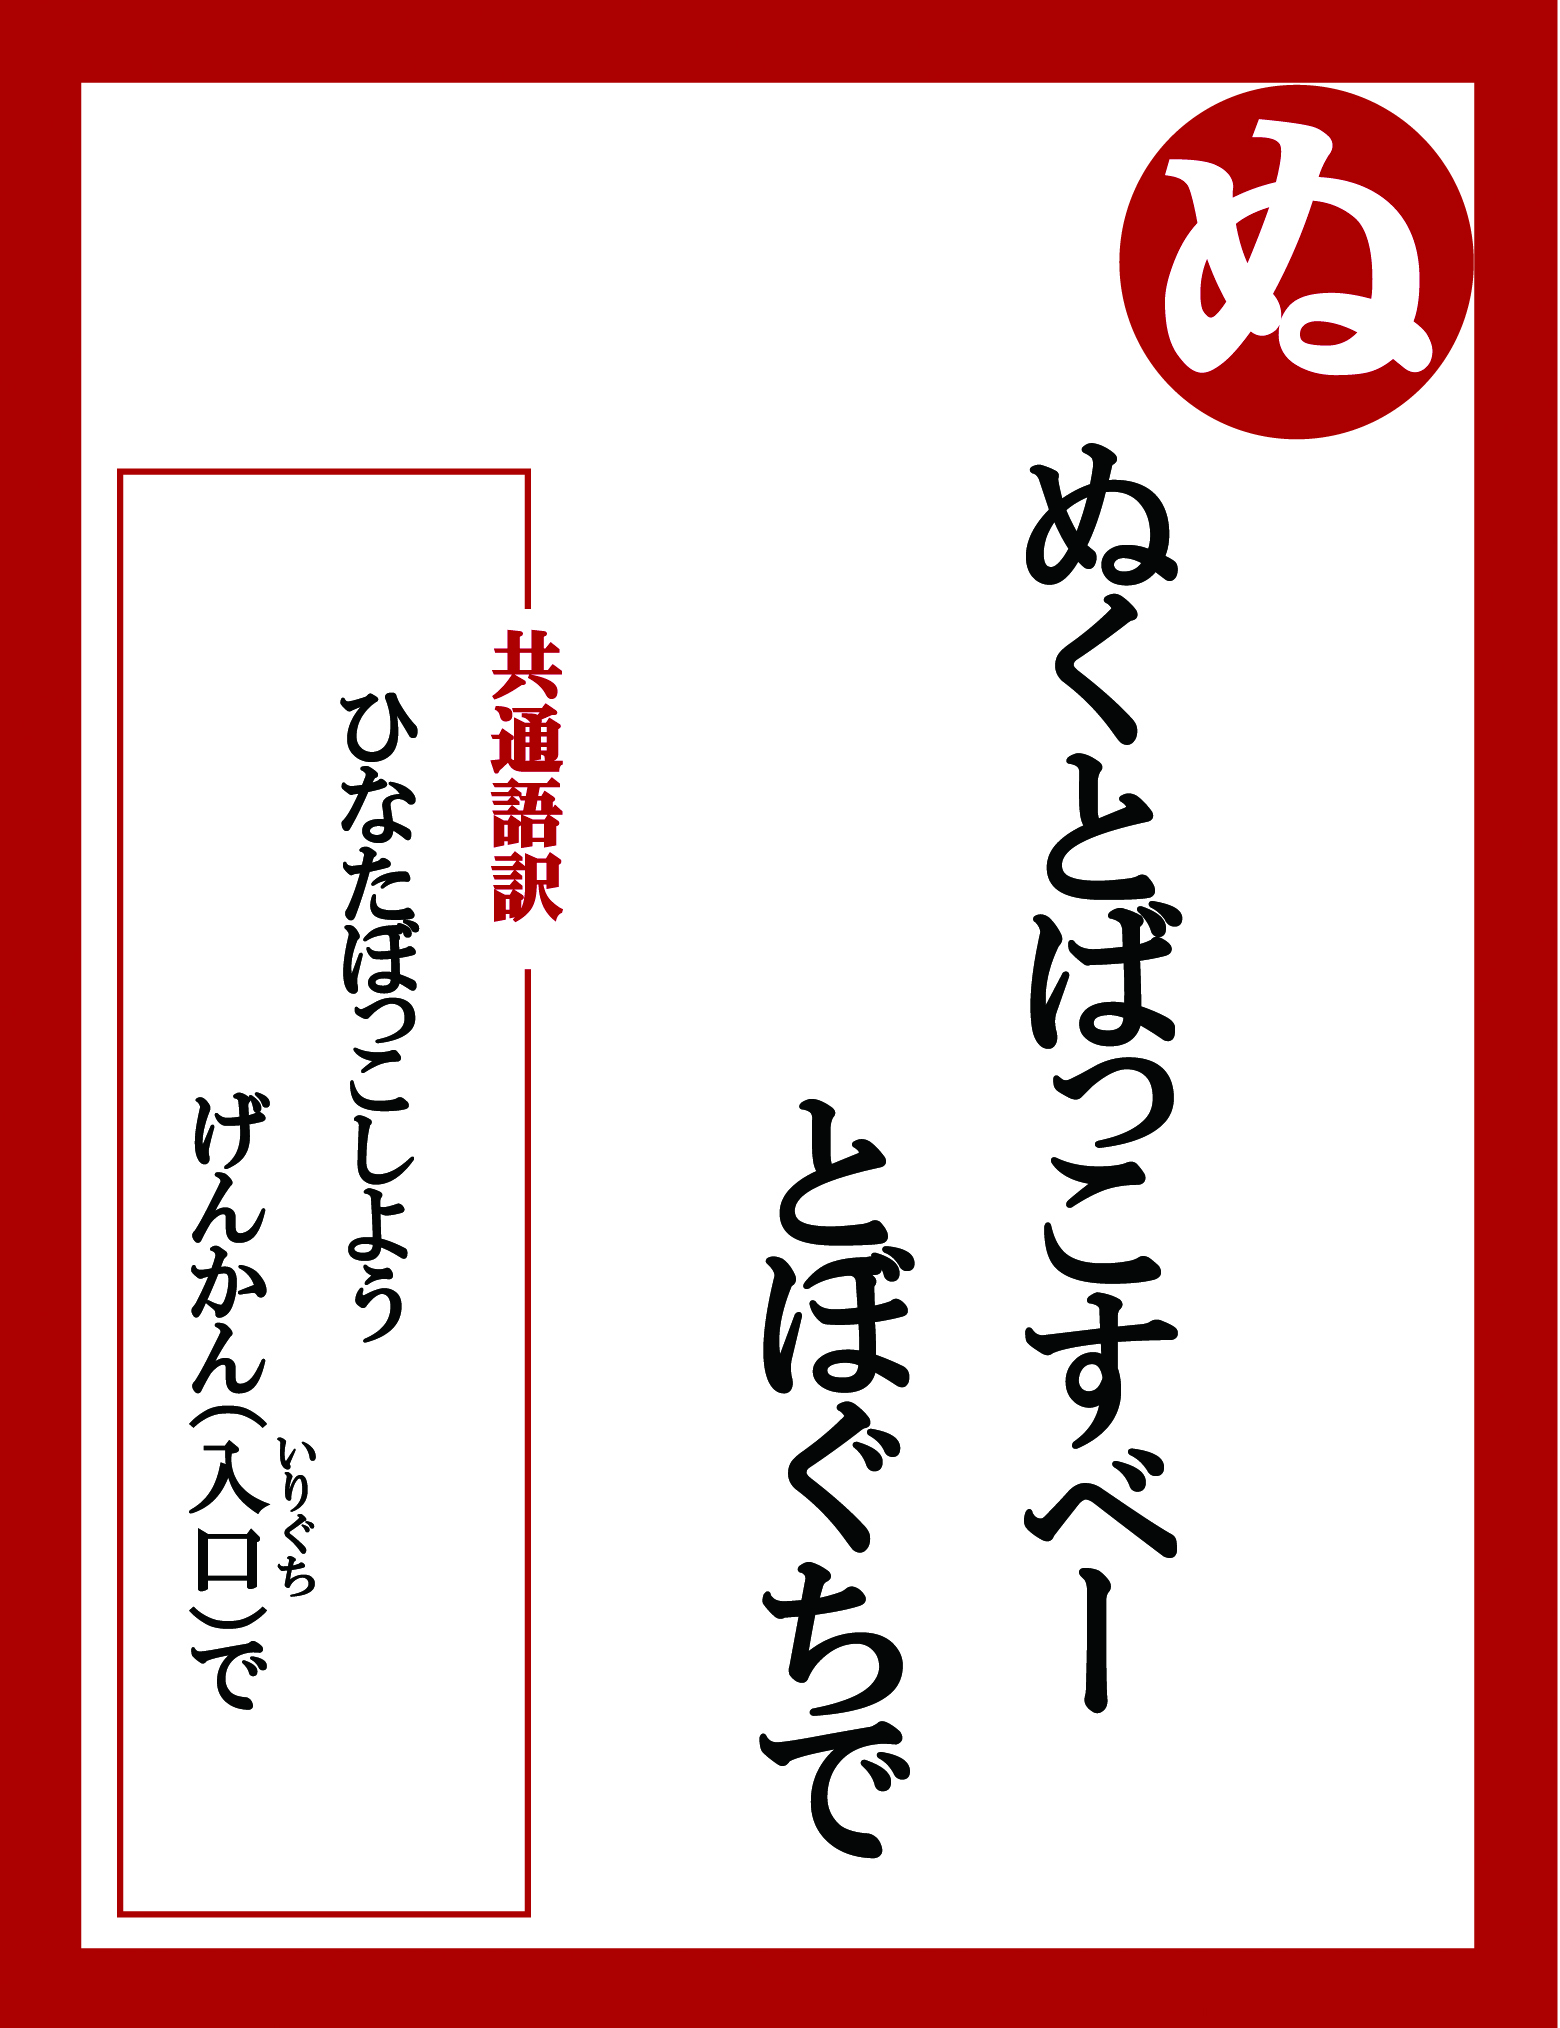 ぬ
ぬくとばっこすべー
とぼぐちで
共通語訳
ひなたぼっこしよう
げんかん(入口)で
いりぐち